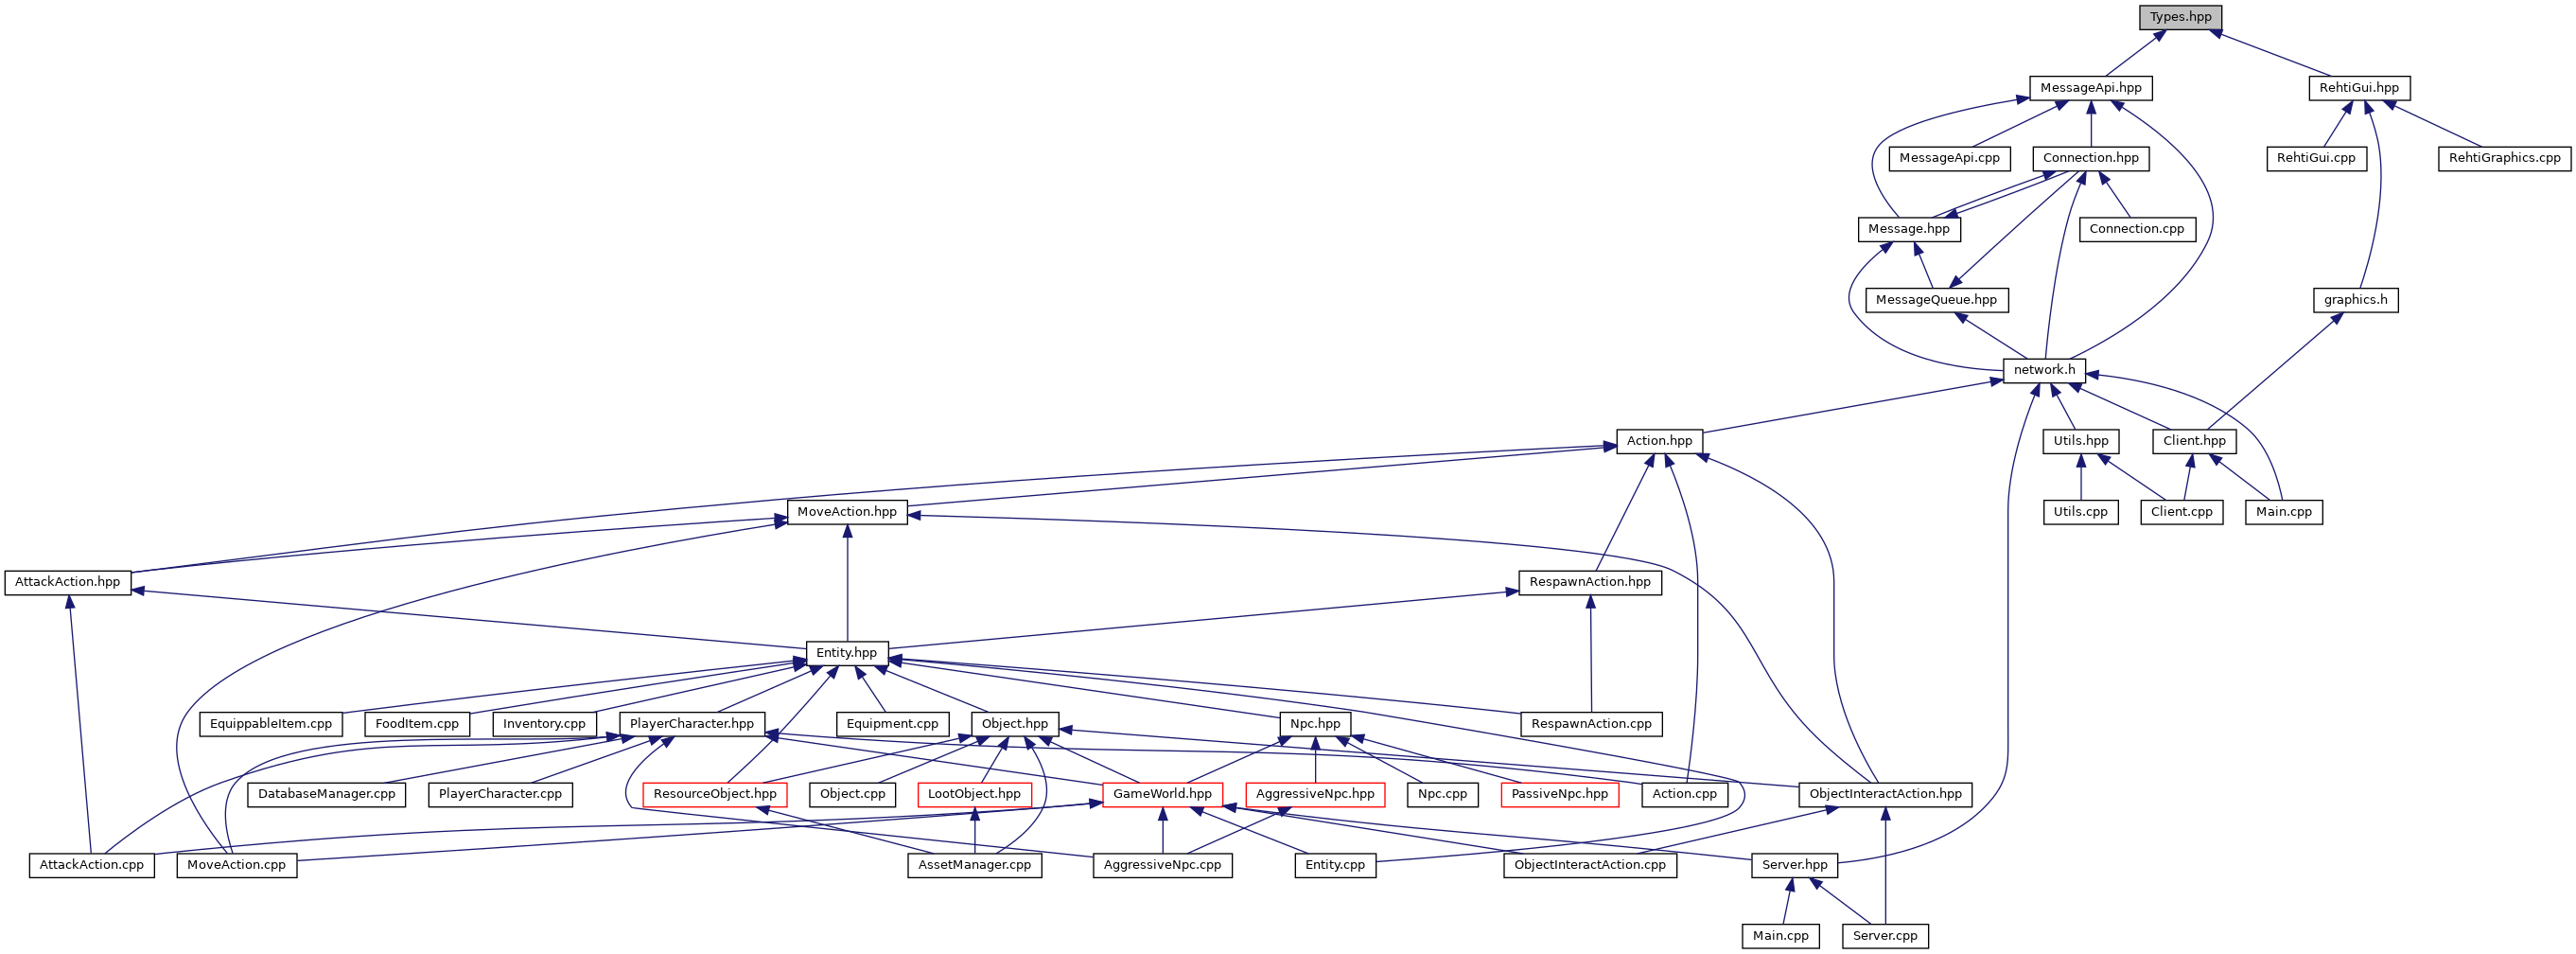 Types.hpp
MessageApi.hpp
RehtiGui.hpp
MessageApi.cpp
Connection.hpp
RehtiGui.cpp
RehtiGraphics.cpp
Message.hpp
Connection.cpp
MessageQueue.hpp
graphics.h
network.h
Action.hpp
Utils.hpp
Client.hpp
MoveAction.hpp
Utils.cpp
Client.cpp
Main.cpp
AttackAction.hpp
RespawnAction.hpp
Entity.hpp
EquippableItem.cpp
FoodItem.cpp
Inventory.cpp
PlayerCharacter.hpp
Equipment.cpp
Object.hpp
Npc.hpp
RespawnAction.cpp
DatabaseManager.cpp
PlayerCharacter.cpp
ResourceObject.hpp
Object.cpp
LootObject.hpp
GameWorld.hpp
AggressiveNpc.hpp
Npc.cpp
PassiveNpc.hpp
Action.cpp
ObjectInteractAction.hpp
AttackAction.cpp
MoveAction.cpp
AssetManager.cpp
AggressiveNpc.cpp
Entity.cpp
ObjectInteractAction.cpp
Server.hpp
Main.cpp
Server.cpp